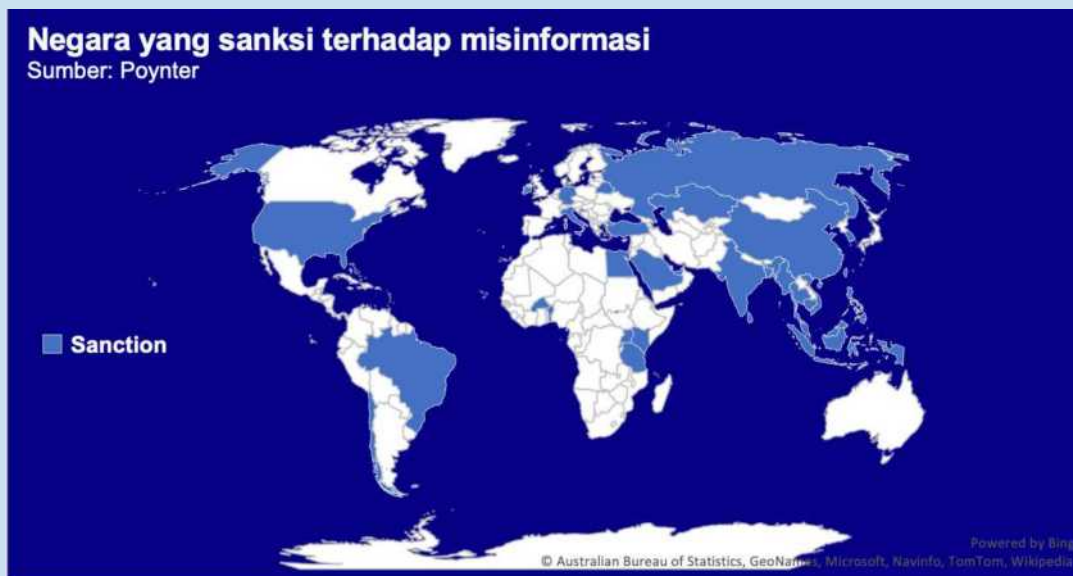 Negara yang sanksi terhadap misinformasi
Sumber: Poynter
Sanction
Powered by Bing
© Australian Bureau of Statistics, GeoNames, Microsoft, Navinfo, TomTom, Wikipedia